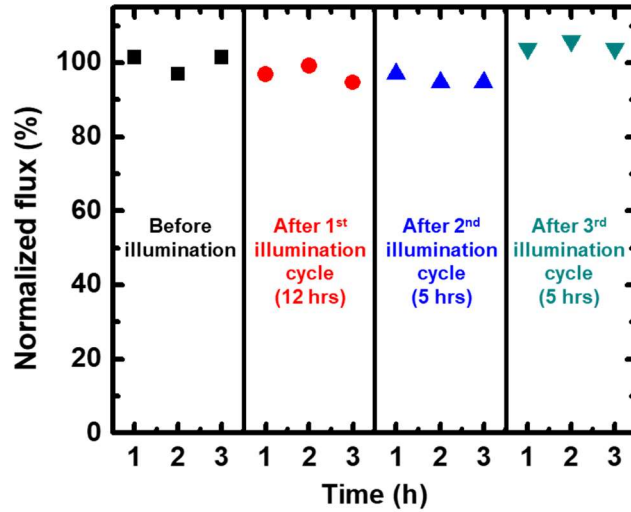 Normalized flux (%)
100
80
60
40
20
0
Before
illumination
After 1st
illumination
cycle
(12 hrs)
After 2nd
illumination
cycle
(5 hrs)
After 3rd
illumination
cycle
(5 hrs)
1 2 3 1 2 3 1 2 3 1 2 3
Time (h)